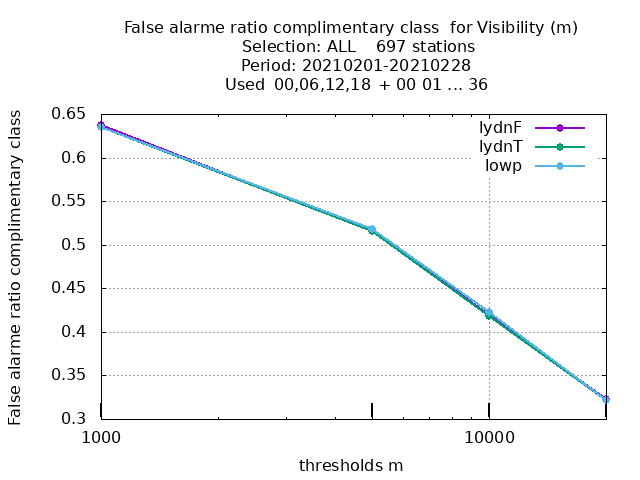 False alarme ratio complimentary class  for Visibility (m)
Selection: ALL    697 stations
Period: 20210201-20210228
Used  00,06,12,18  + 00 01 ... 36
False alarme ratio complimentary class
0.65
0.6
0.55
0.5
0.45
0.4
0.35
0.3
lydnF
lydnT
lowp
1000
10000
thresholds m